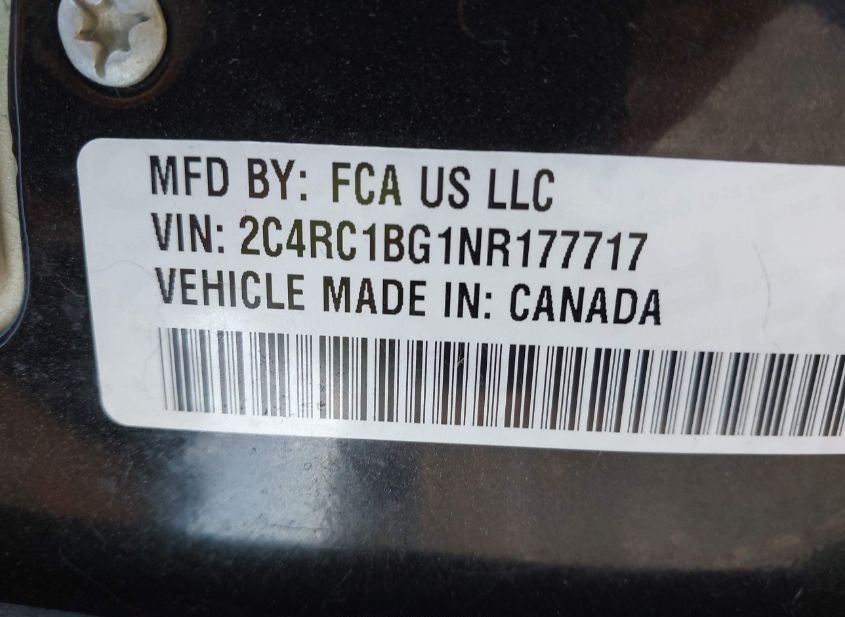 MFD BY: FCA US LLC
VIN: 2C4RC1BG1NR177717
VEHICLE MADE IN: CANADA